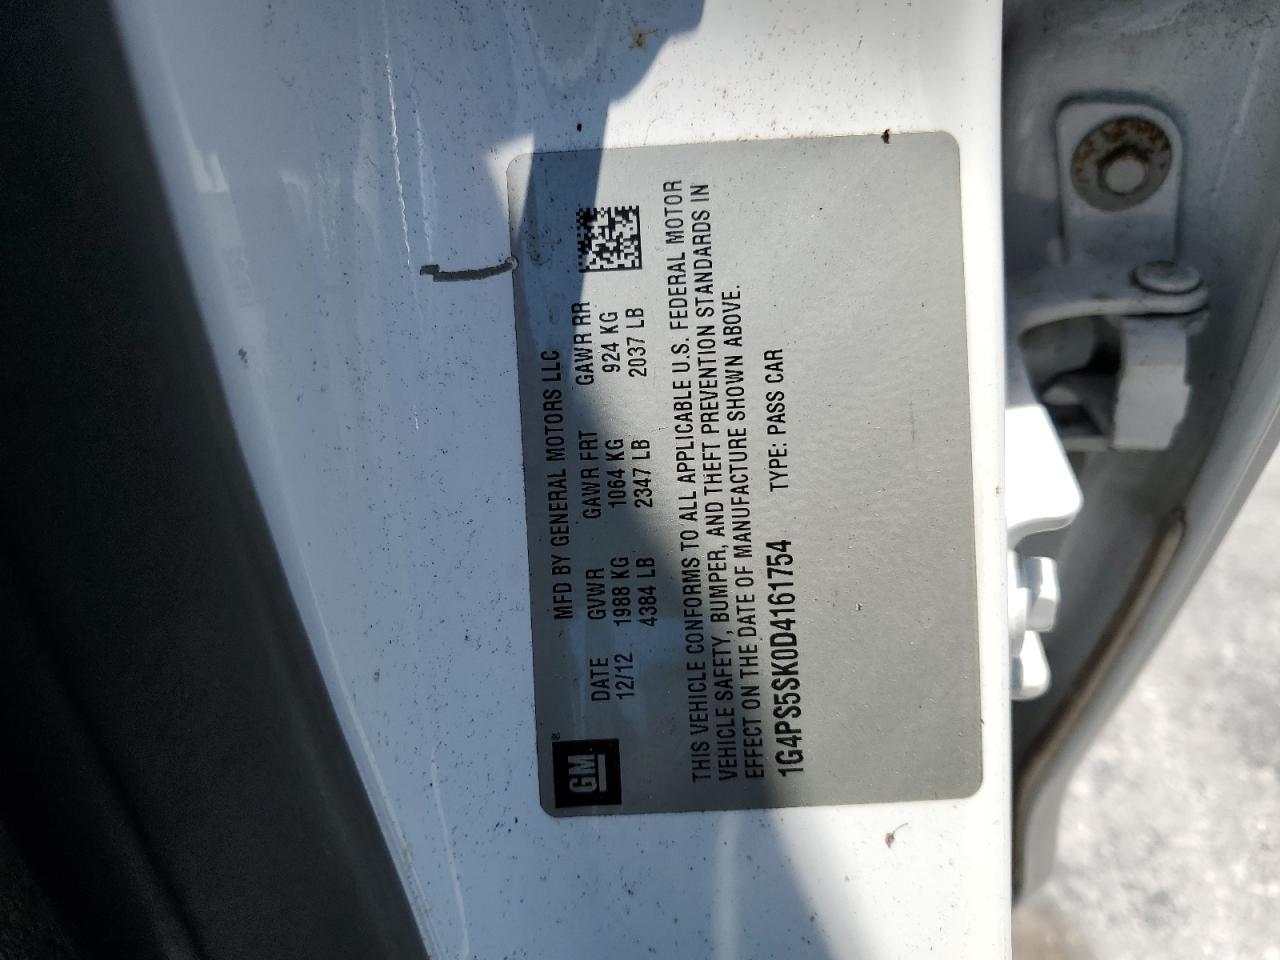 MFD BY GENERAL MOTORS LLC
DATE GVWR GAWR FRT GAWR RR
12/12 1988 KG 1064 KG 924 KG
4384 LB 2347 LB 2037 LB
GM®
THIS VEHICLE CONFORMS TO ALL APPLICABLE U.S. FEDERAL MOTOR
VEHICLE SAFETY, BUMPER, AND THEFT PREVENTION STANDARDS IN
EFFECT ON THE DATE OF MANUFACTURE SHOWN ABOVE.
1G4PS5SK0D4161754 TYPE: PASS CAR